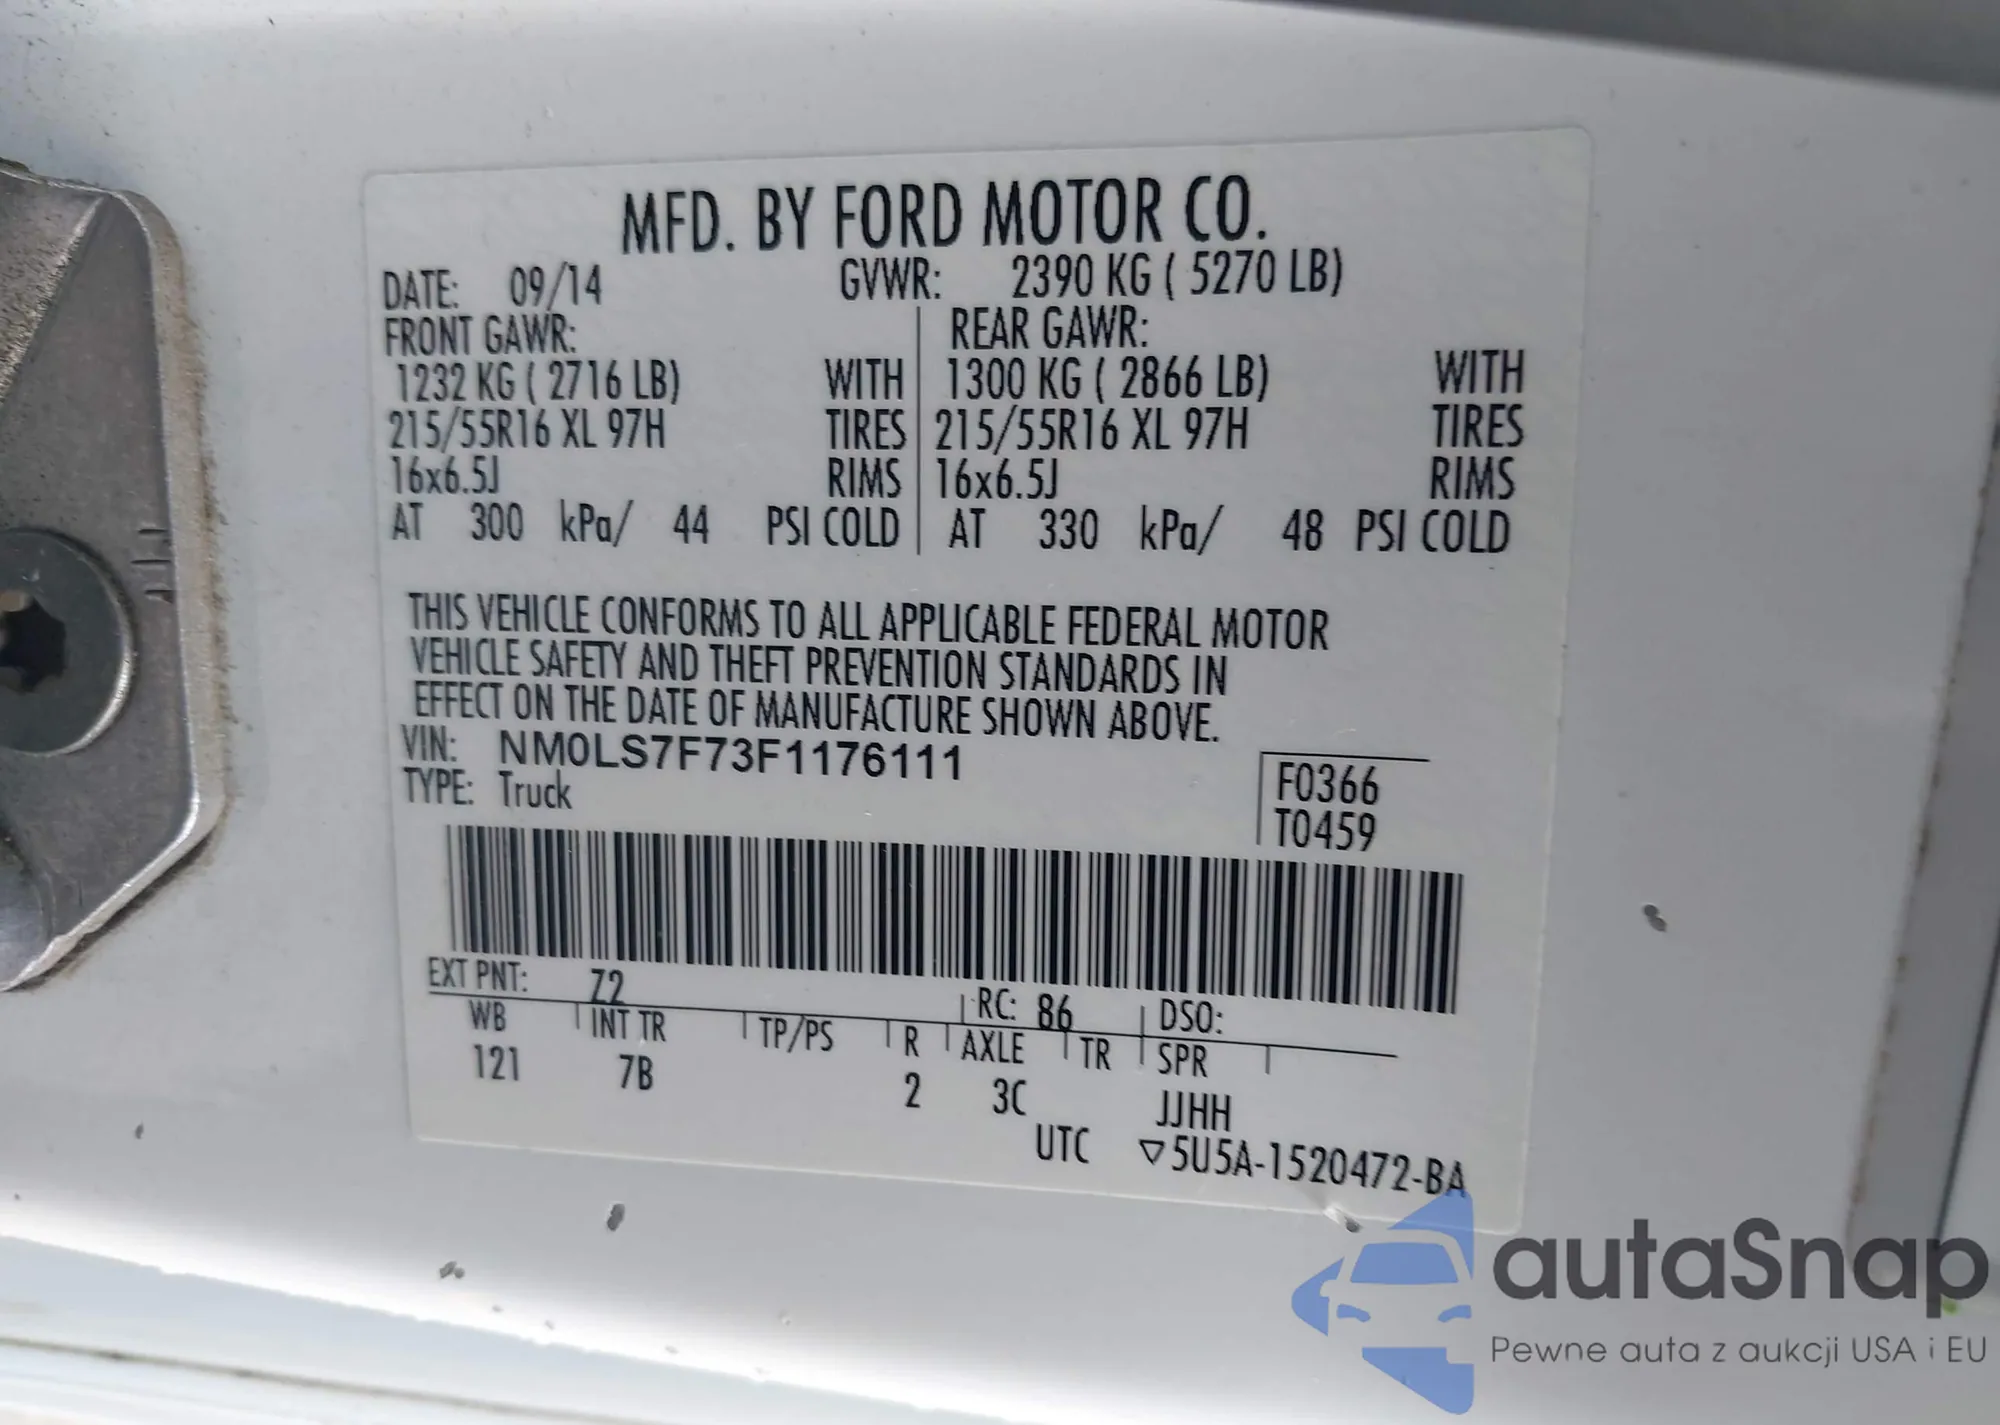 MFD. BY FORD MOTOR CO.
DATE: 09/14 GVWR: 2390 KG ( 5270 LB)
FRONT GAWR: REAR GAWR:
1232 KG ( 2716 LB) WITH 1300 KG ( 2866 LB) WITH
215/55R16 XL 97H TIRES 215/55R16 XL 97H TIRES
16x6.5J RIMS 16x6.5J RIMS
AT 300 kPa/ 44 PSI COLD AT 330 kPa/ 48 PSI COLD
THIS VEHICLE CONFORMS TO ALL APPLICABLE FEDERAL MOTOR
VEHICLE SAFETY AND THEFT PREVENTION STANDARDS IN
EFFECT ON THE DATE OF MANUFACTURE SHOWN ABOVE.
VIN: NM0LS7F73F1176111
TYPE: Truck
F0366
T0459
EXT PNT: Z2 RC: 86 DSO:
WB INT TR TP/PS R AXLE TR SPR
121 7B 2 3C JJHH
UTC ▽5U5A-1520472-BA
autaSnap
Pewne auta z aukcji USA i EU